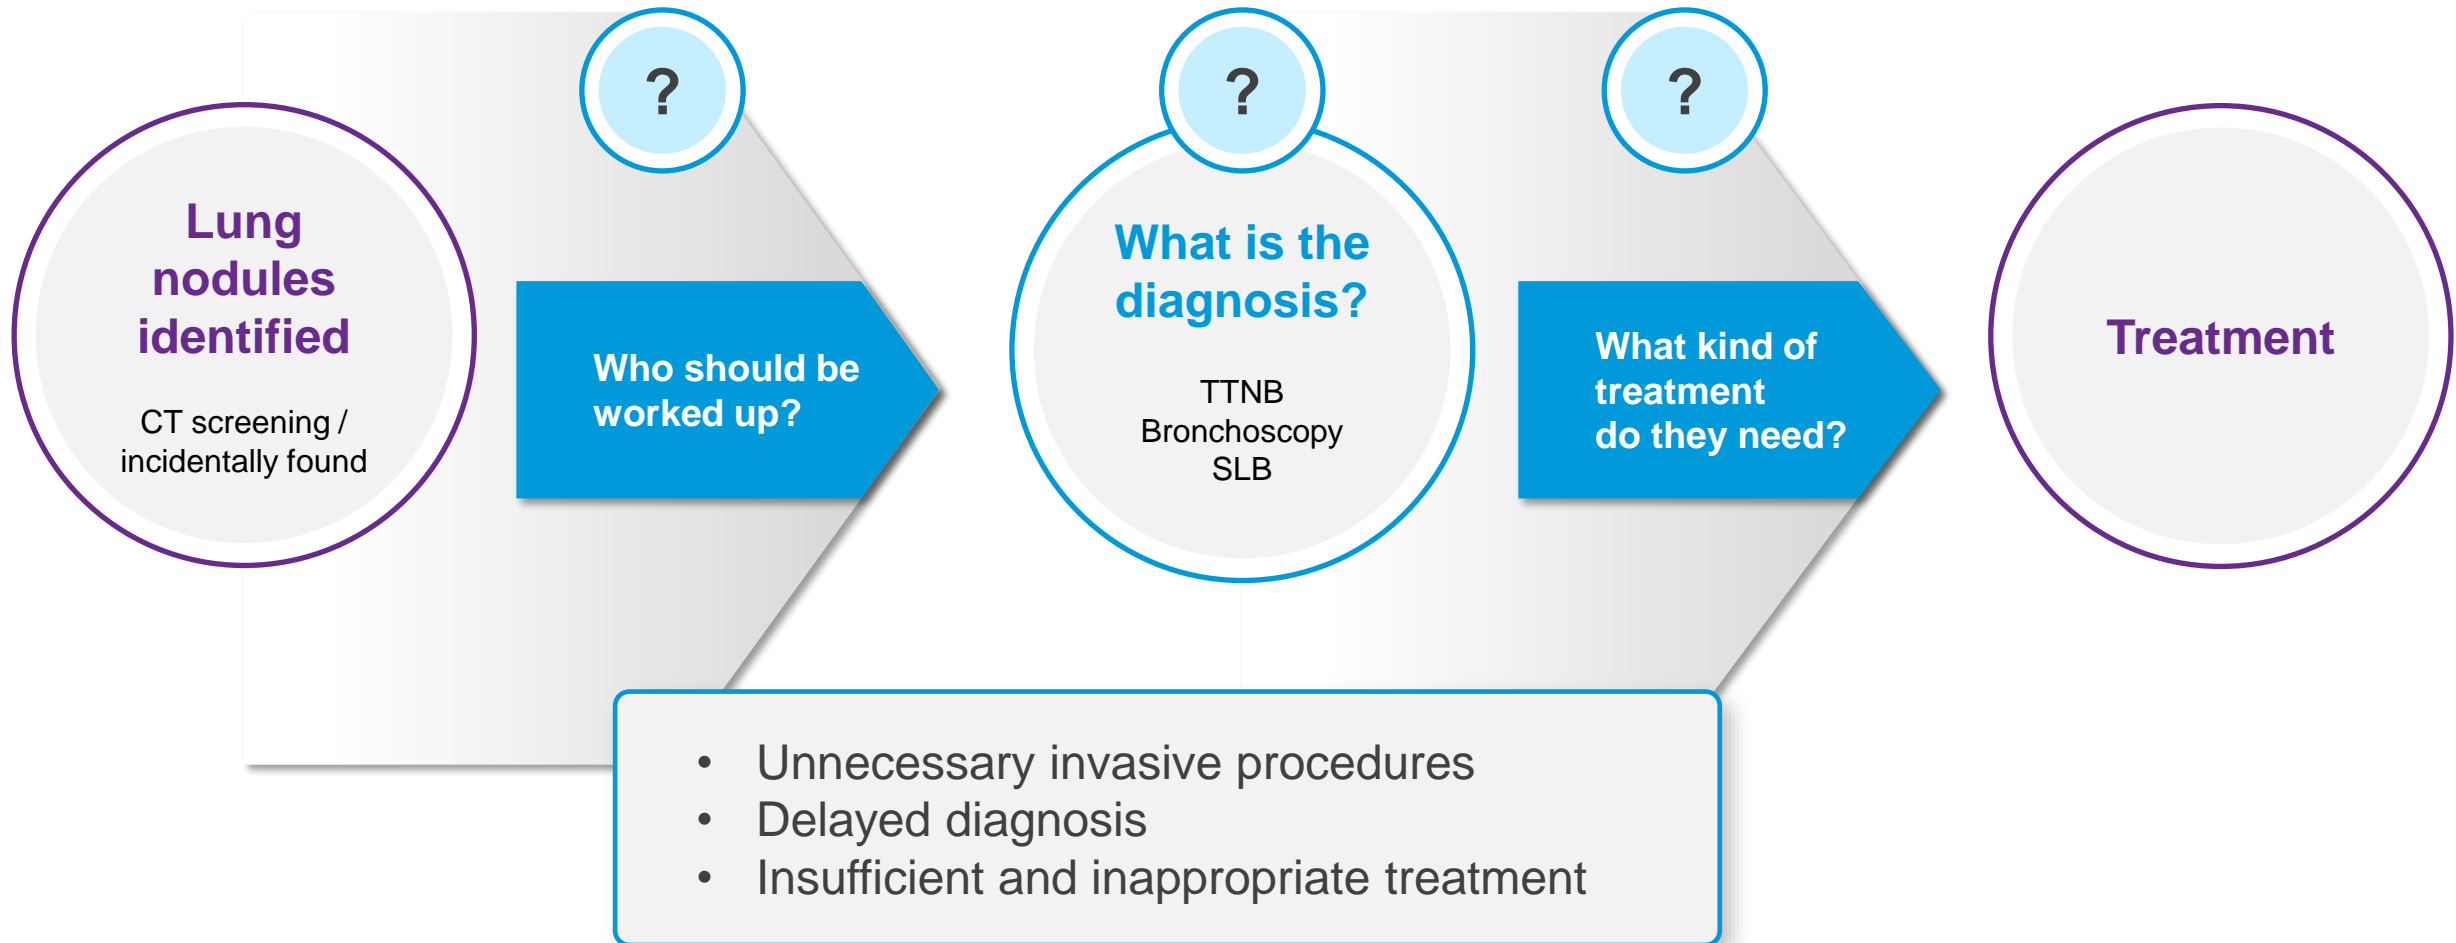 ?
?
?
Lung
nodules
identified
CT screening /
incidentally found
Who should be
worked up?
What is the
diagnosis?
TTNB
Bronchoscopy
SLB
What kind of
treatment
do they need?
Treatment
• Unnecessary invasive procedures
• Delayed diagnosis
• Insufficient and inappropriate treatment